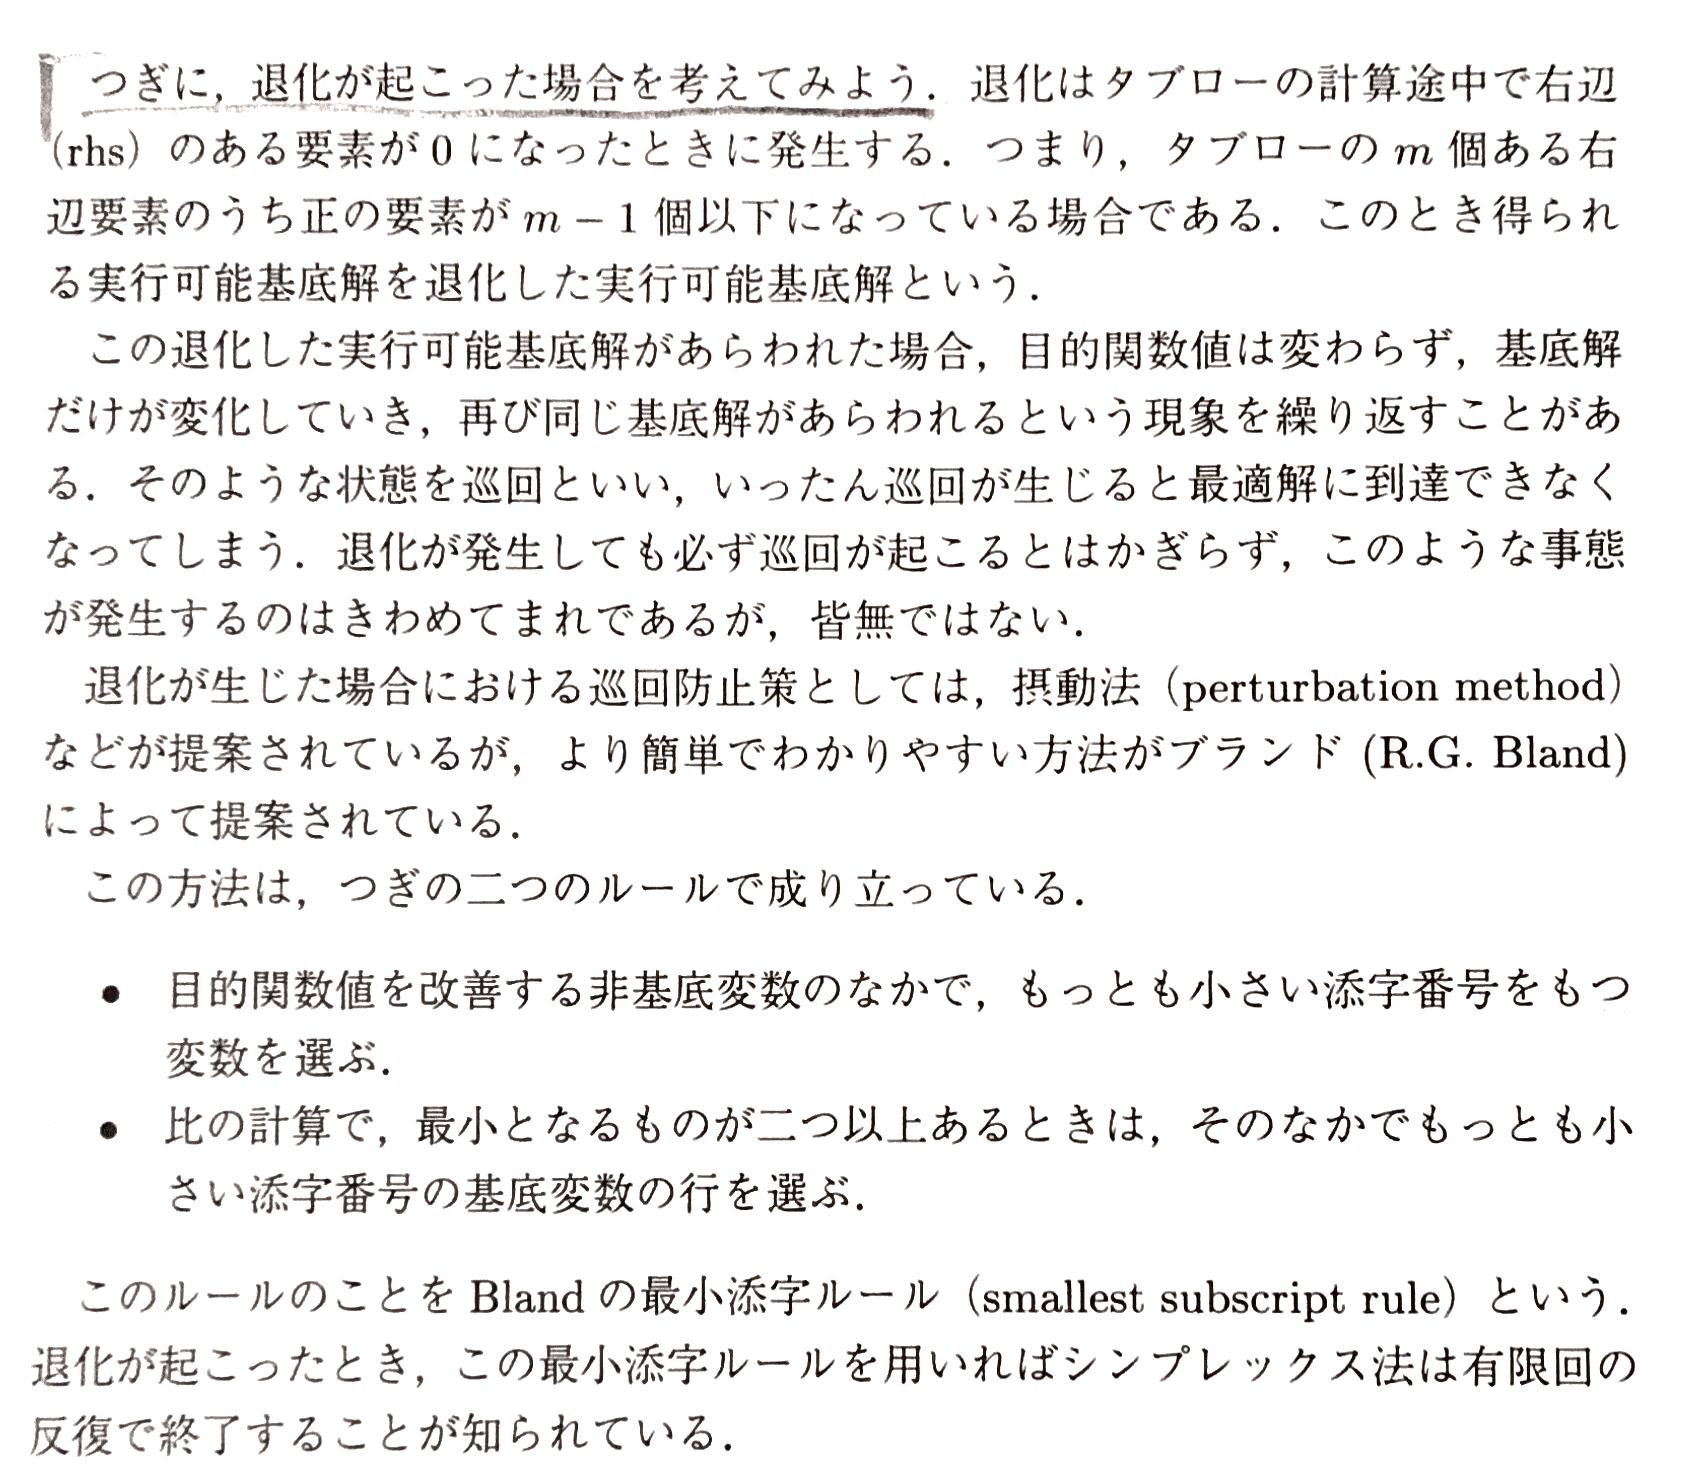 つぎに，退化が起こった場合を考えてみよう．退化はタブローの計算途中で右辺
（rhs）のある要素が 0 になったときに発生する．つまり，タブローの m 個ある右
辺要素のうち正の要素が m − 1 個以下になっている場合である．このとき得られ
る実行可能基底解を退化した実行可能基底解という．
この退化した実行可能基底解があらわれた場合，目的関数値は変わらず，基底解
だけが変化していき，再び同じ基底解があらわれるという現象を繰り返すことがあ
る．そのような状態を巡回といい，いったん巡回が生じると最適解に到達できなく
なってしまう．退化が発生しても必ず巡回が起こるとはかぎらず，このような事態
が発生するのはきわめてまれであるが，皆無ではない．
退化が生じた場合における巡回防止策としては，摂動法（perturbation method）
などが提案されているが，より簡単でわかりやすい方法がブランド (R.G. Bland)
によって提案されている．
この方法は，つぎの二つのルールで成り立っている．
• 目的関数値を改善する非基底変数のなかで，もっとも小さい添字番号をもつ
変数を選ぶ．
• 比の計算で，最小となるものが二つ以上あるときは，そのなかでもっとも小
さい添字番号の基底変数の行を選ぶ．
このルールのことを Bland の最小添字ルール（smallest subscript rule）という．
退化が起こったとき，この最小添字ルールを用いればシンプレックス法は有限回の
反復で終了することが知られている．